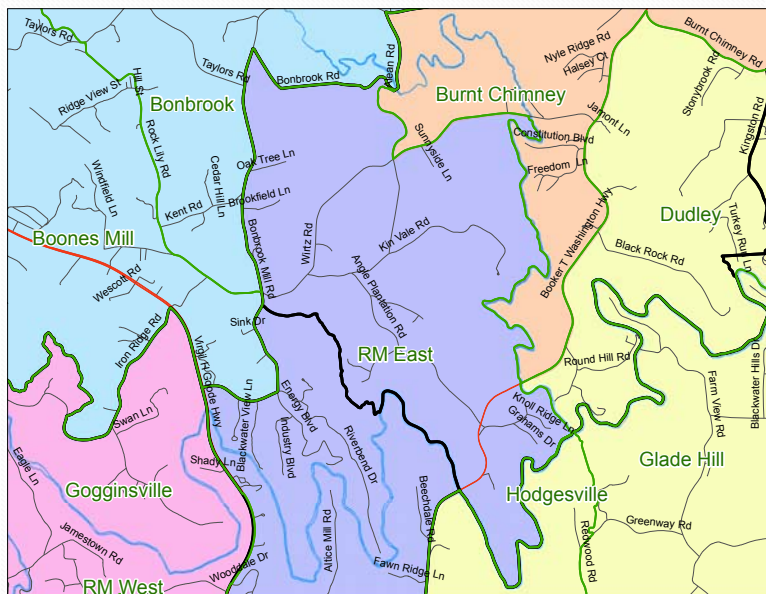 Taylors Rd
Alean Rd
Nyle Ridge Rd
Burnt Chimney Rd
Halsey Ct
Taylors Rd
Bonbrook Rd
Hill St
Ridge View St
Bonbrook
Burnt Chimney
Stonybrook Rd
Kingston Rd
Jamont Ln
Rock Lily Rd
Sunnyside Ln
Constitution Blvd
Freedom Ln
Oak Tree Ln
Windfield Ln
Cedar Hill Ln
Brookfield Ln
Kent Rd
Boones Mill
Wirtz Rd
Kin Vale Rd
Booker T Washington Hwy
Dudley
Turkey Run Ln
Black Rock Rd
Bonbrook Mill Rd
Wescott Rd
Angle Plantation Rd
Sink Dr
Iron Ridge Rd
Virgil H Goode Hwy
RM East
Round Hill Rd
Blackwater Hills Dr
Farm View Rd
Energy Blvd
Blackwater View Ln
Knoll Ridge Ln
Grahams Dr
Swan Ln
Industry Blvd
Riverbend Dr
Eagle Ln
Shady Ln
Glade Hill
Gogginsville
Beechdale Rd
Hodgesville
Altice Mill Rd
Jamestown Rd
Greenway Rd
Redwood Rd
Fawn Ridge Ln
Wooddale Dr
RM West